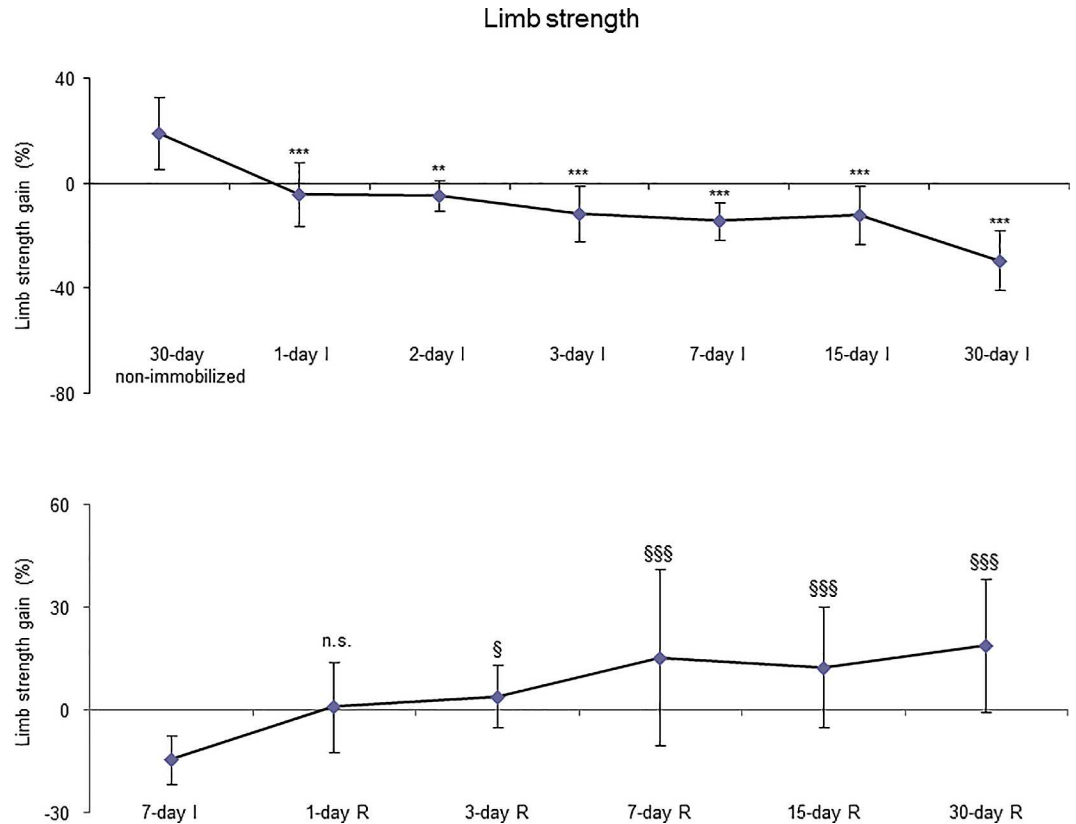 Limb strength
40
0
-40
-80
Limb strength gain (%)
***
**
***
***
***
***
30-day
non-immobilized
1-day I
2-day I
3-day I
7-day I
15-day I
30-day I
60
30
0
-30
Limb strength gain (%)
n.s.
§
§§§
§§§
§§§
7-day I
1-day R
3-day R
7-day R
15-day R
30-day R